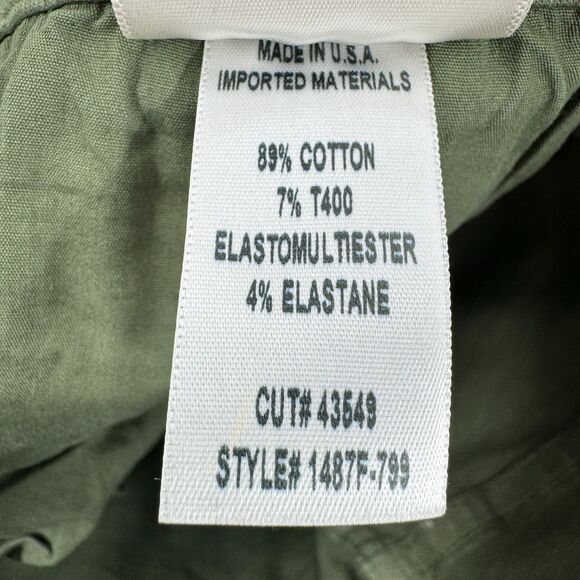 MADE IN U.S.A.
IMPORTED MATERIALS
89% COTTON
7% T400
ELASTOMULTIESTER
4% ELASTANE
CUT# 43549
STYLE# 1487F-799